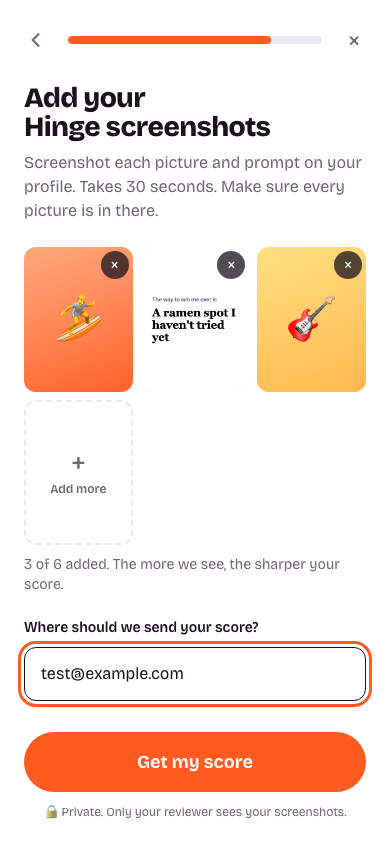 Add your
Hinge screenshots
Screenshot each picture and prompt on your
profile. Takes 30 seconds. Make sure every
picture is in there.
The way to win me over is
A ramen spot I
haven't tried
yet
+
Add more
3 of 6 added. The more we see, the sharper your
score.
Where should we send your score?
test@example.com
Get my score
🔒 Private. Only your reviewer sees your screenshots.